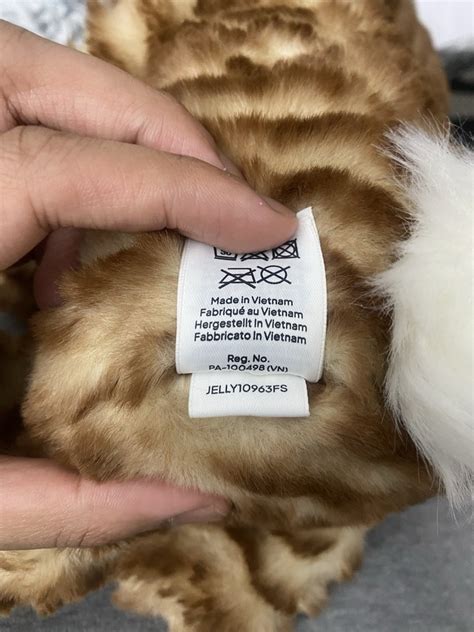 Made in Vietnam
Fabriqué au Vietnam
Hergestellt in Vietnam
Fabbricato in Vietnam
Reg. No.
PA-100498 (VN)
JELLY10963FS